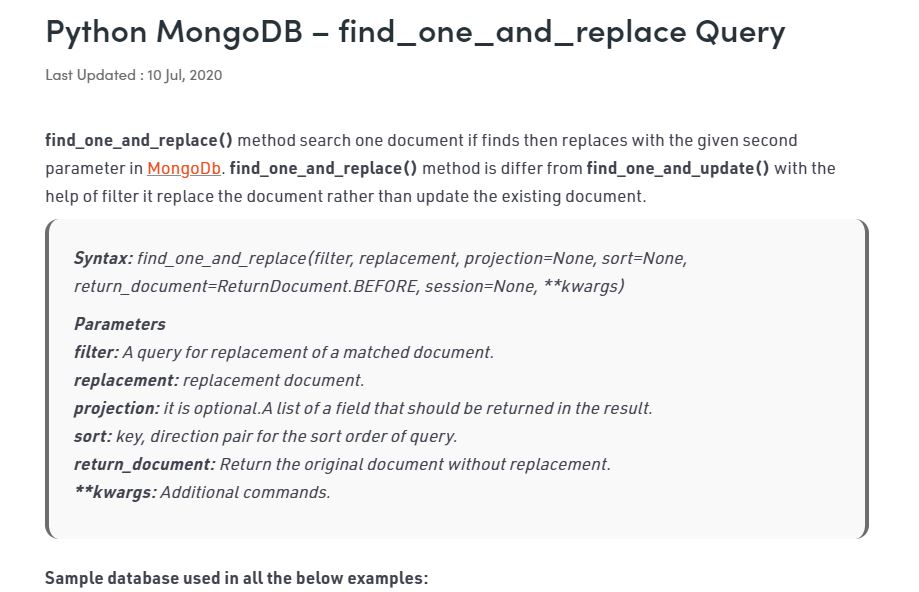 Python MongoDB – find_one_and_replace Query
Last Updated : 10 Jul, 2020
find_one_and_replace() method search one document if finds then replaces with the given second
parameter in MongoDb. find_one_and_replace() method is differ from find_one_and_update() with the
help of filter it replace the document rather than update the existing document.
Syntax: find_one_and_replace(filter, replacement, projection=None, sort=None,
return_document=ReturnDocument.BEFORE, session=None, **kwargs)
Parameters
filter: A query for replacement of a matched document.
replacement: replacement document.
projection: it is optional.A list of a field that should be returned in the result.
sort: key, direction pair for the sort order of query.
return_document: Return the original document without replacement.
**kwargs: Additional commands.
Sample database used in all the below examples: